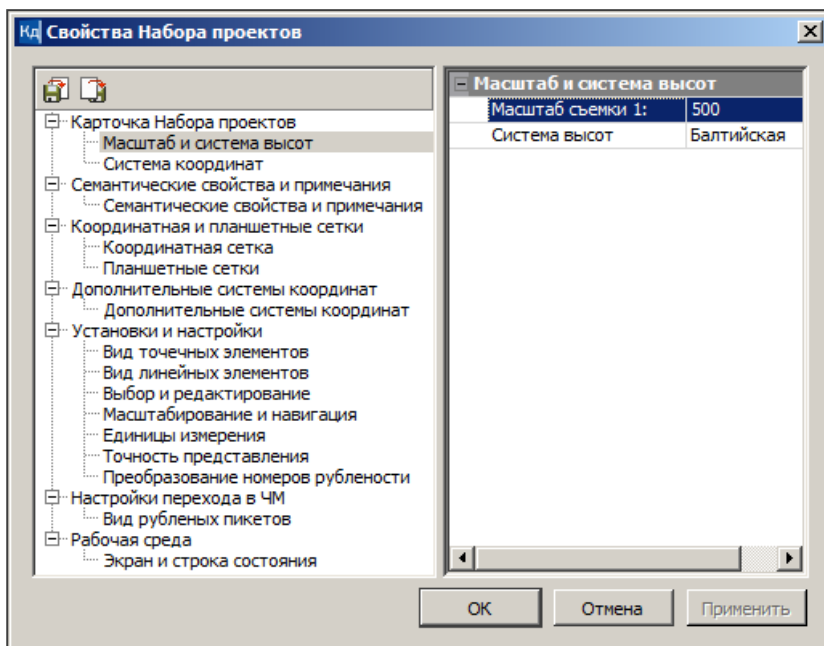 Кд Свойства Набора проектов
Карточка Набора проектов
Масштаб и система высот
Система координат
Семантические свойства и примечания
Семантические свойства и примечания
Координатная и планшетные сетки
Координатная сетка
Планшетные сетки
Дополнительные системы координат
Дополнительные системы координат
Установки и настройки
Вид точечных элементов
Вид линейных элементов
Выбор и редактирование
Масштабирование и навигация
Единицы измерения
Точность представления
Преобразование номеров рублености
Настройки перехода в ЧМ
Вид рубленых пикетов
Рабочая среда
Экран и строка состояния
Масштаб и система высот
Масштаб съемки 1: 500
Система высот Балтийская
ОК Отмена Применить